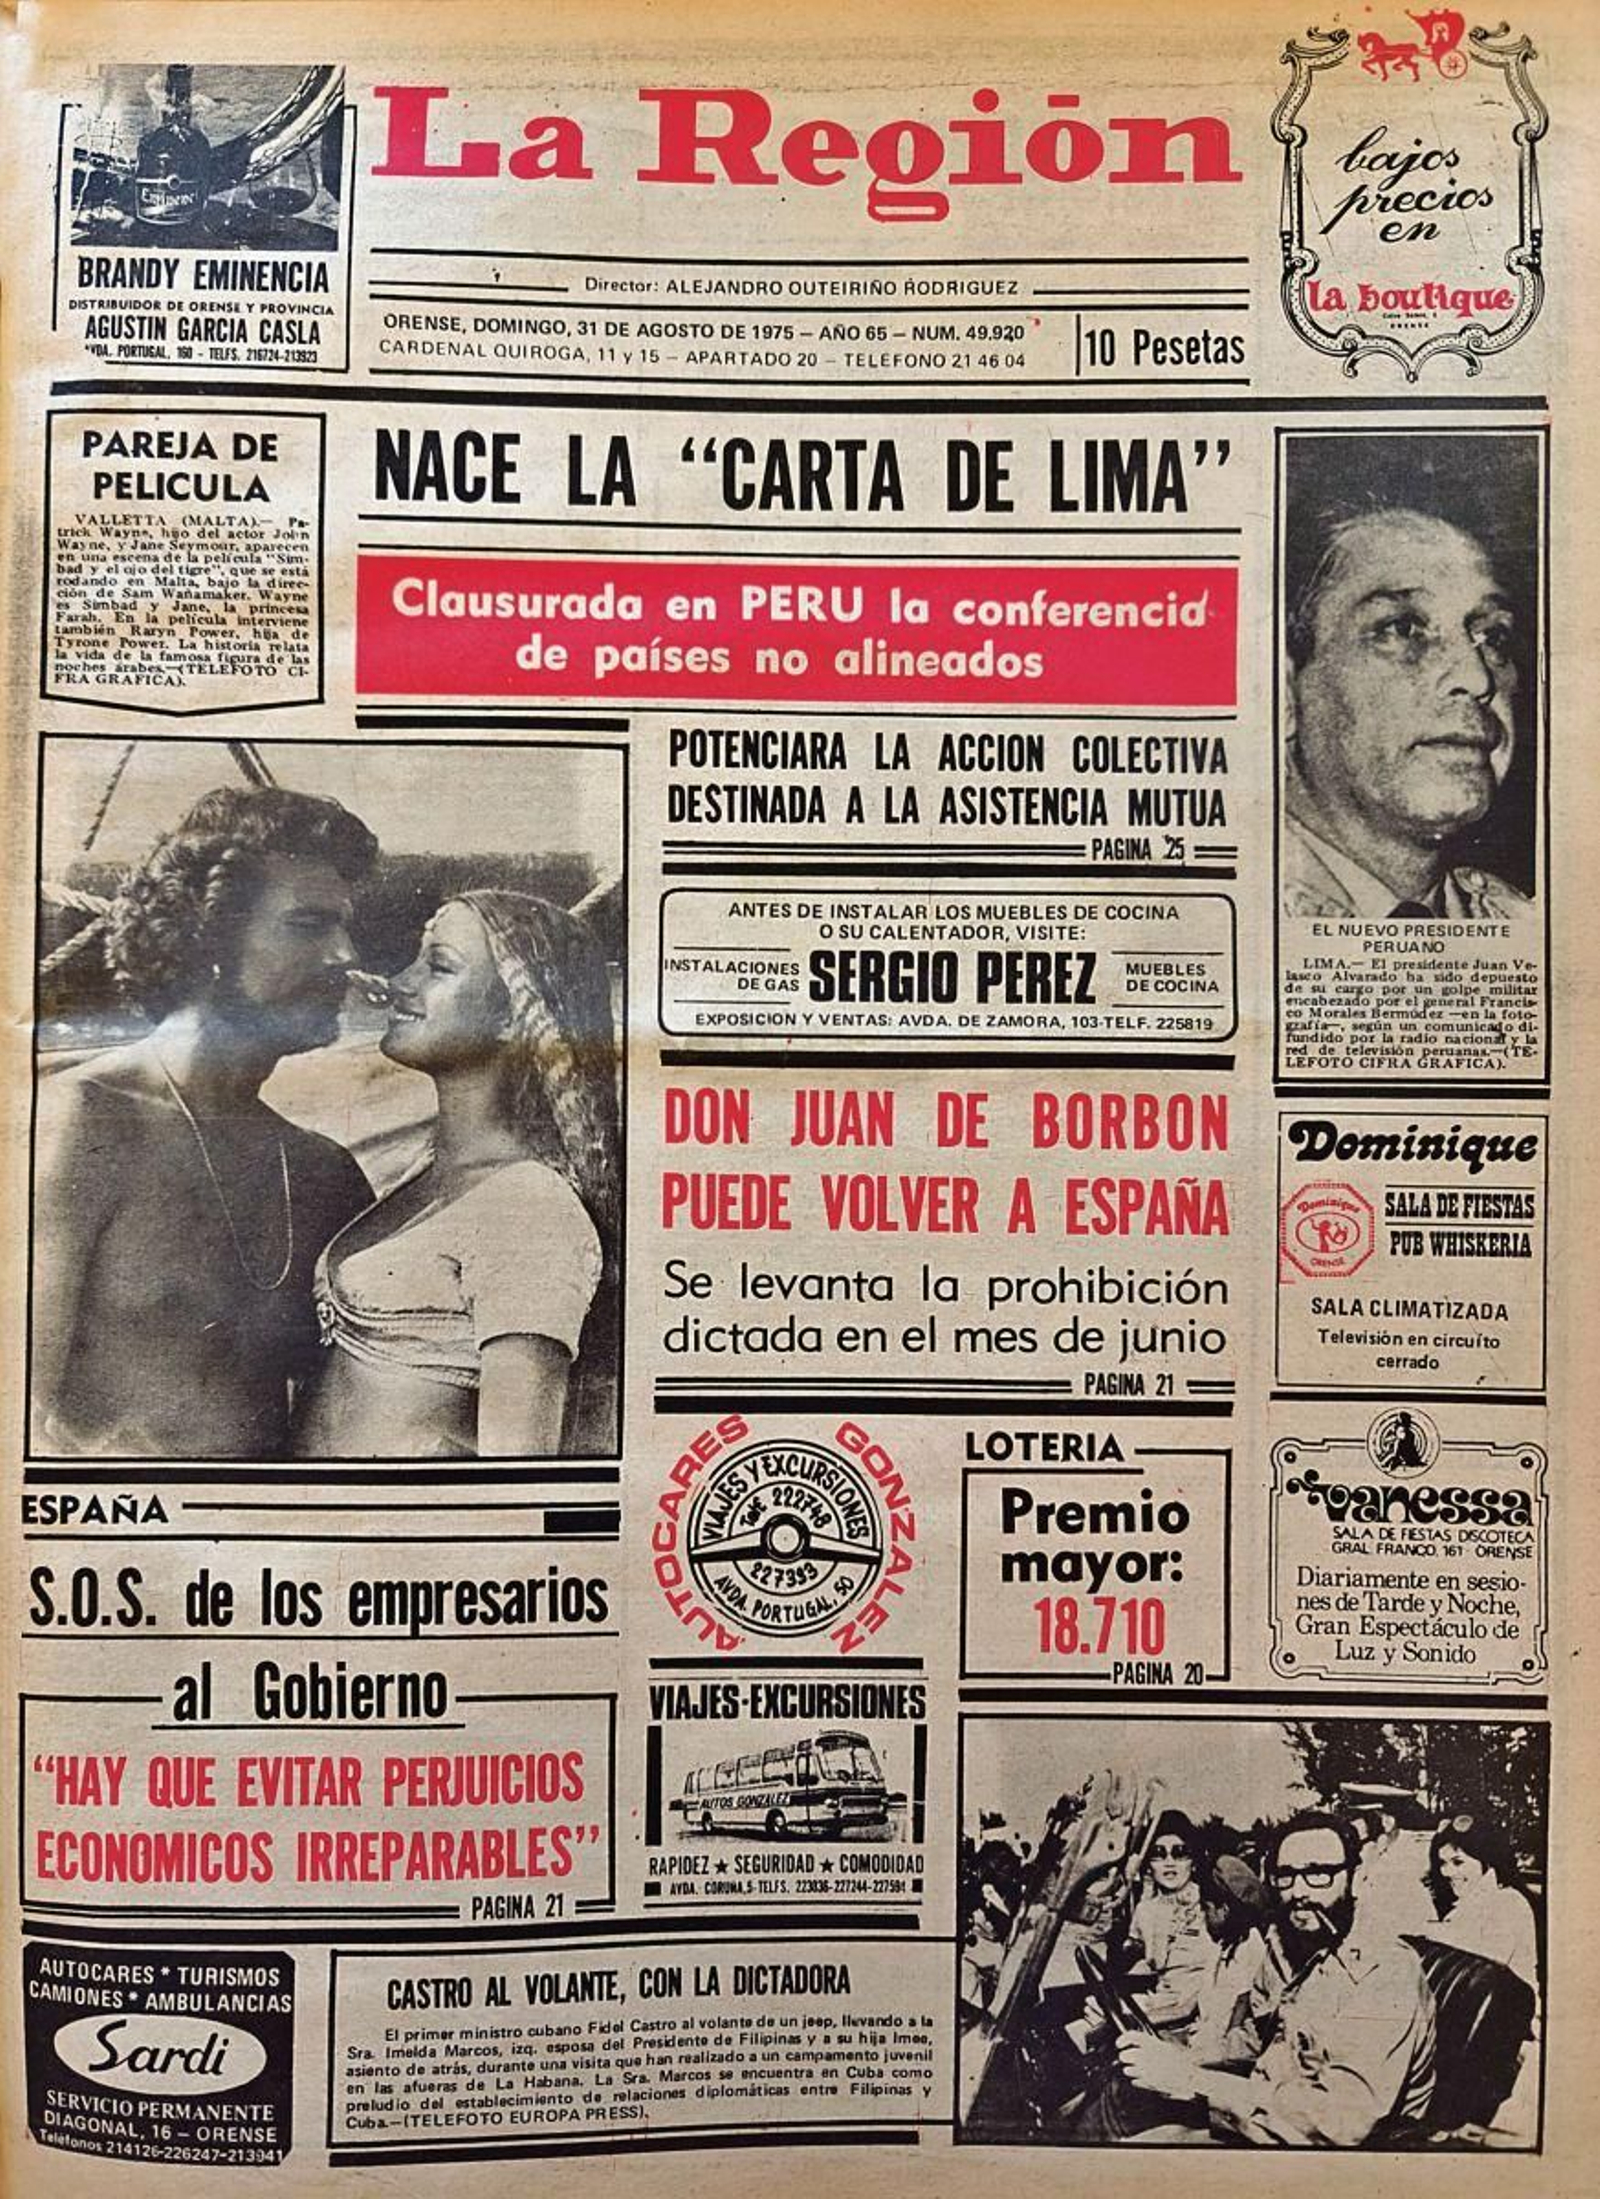 La Región
EMINENCIA
BRANDY EMINENCIA
DISTRIBUIDOR DE ORENSE Y PROVINCIA
AGUSTIN GARCIA CASLA
AVDA. PORTUGAL, 160 - TELFS. 216724-213923
Director: ALEJANDRO OUTEIRIÑO RODRIGUEZ
ORENSE, DOMINGO, 31 DE AGOSTO DE 1975 — AÑO 65 — NUM. 49.920
CARDENAL QUIROGA, 11 y 15 — APARTADO 20 — TELEFONO 21 46 04
10 Pesetas
bajos
precios
en
la boutique
ORENSE
PAREJA DE
PELICULA
VALLETTA (MALTA).— Pa-
trick Wayne, hijo del actor John
Wayne, y Jane Seymour, aparecen
en una escena de la película "Sim-
bad y el ojo del tigre", que se está
rodando en Malta, bajo la direc-
ción de Sam Wañamaker. Wayne
es Simbad y Jane, la princesa
Farah. En la película interviene
también Raryn Power, hija de
Tyrone Power. La historia relata
la vida de la famosa figura de las
noches árabes.—(TELEFOTO CI-
FRA GRAFICA).
NACE LA "CARTA DE LIMA"
Clausurada en PERU la conferencia
de países no alineados
POTENCIARA LA ACCION COLECTIVA
DESTINADA A LA ASISTENCIA MUTUA
PAGINA 25
ANTES DE INSTALAR LOS MUEBLES DE COCINA
O SU CALENTADOR, VISITE:
INSTALACIONES
DE GAS
SERGIO PEREZ
MUEBLES
DE COCINA
EXPOSICION Y VENTAS: AVDA. DE ZAMORA, 103-TELF. 225819
EL NUEVO PRESIDENTE
PERUANO
LIMA.— El presidente Juan Ve-
lasco Alvarado ha sido depuesto
de su cargo por un golpe militar
encabezado por el general Francis-
co Morales Bermúdez —en la foto-
grafía—, según un comunicado di-
fundido por la radio nacional y la
red de televisión peruanas.—(TE-
LEFOTO CIFRA GRAFICA).
DON JUAN DE BORBON
PUEDE VOLVER A ESPAÑA
Se levanta la prohibición
dictada en el mes de junio
PAGINA 21
Dominique
Dominique
ORENSE
SALA DE FIESTAS
PUB WHISKERIA
SALA CLIMATIZADA
Televisión en circuíto
cerrado
ESPAÑA
S.O.S. de los empresarios
al Gobierno
"HAY QUE EVITAR PERJUICIOS
ECONOMICOS IRREPARABLES"
PAGINA 21
AUTOCARES GONZALEZ
VIAJES Y EXCURSIONES
Telf. 222748
227393
AVDA. PORTUGAL, 50
VIAJES-EXCURSIONES
AUTOS GONZALEZ
RAPIDEZ ★ SEGURIDAD ★ COMODIDAD
AVDA. CORUÑA,5-TELFS. 223036-227244-227594
LOTERIA
Premio
mayor:
18.710
PAGINA 20
Vanessa
SALA DE FIESTAS DISCOTECA
GRAL FRANCO, 161 ORENSE
Diariamente en sesio-
nes de Tarde y Noche,
Gran Espectáculo de
Luz y Sonido
AUTOCARES * TURISMOS
CAMIONES * AMBULANCIAS
Sardi
SERVICIO PERMANENTE
DIAGONAL, 16 — ORENSE
Teléfonos 214126-226247-213941
CASTRO AL VOLANTE, CON LA DICTADORA
El primer ministro cubano Fidel Castro al volante de un jeep, llevando a la
Sra. Imelda Marcos, izq. esposa del Presidente de Filipinas y a su hija Imee,
asiento de atrás, durante una visita que han realizado a un campamento juvenil
en las afueras de La Habana. La Sra. Marcos se encuentra en Cuba como
preludio del establecimiento de relaciones diplomáticas entre Filipinas y
Cuba.—(TELEFOTO EUROPA PRESS).